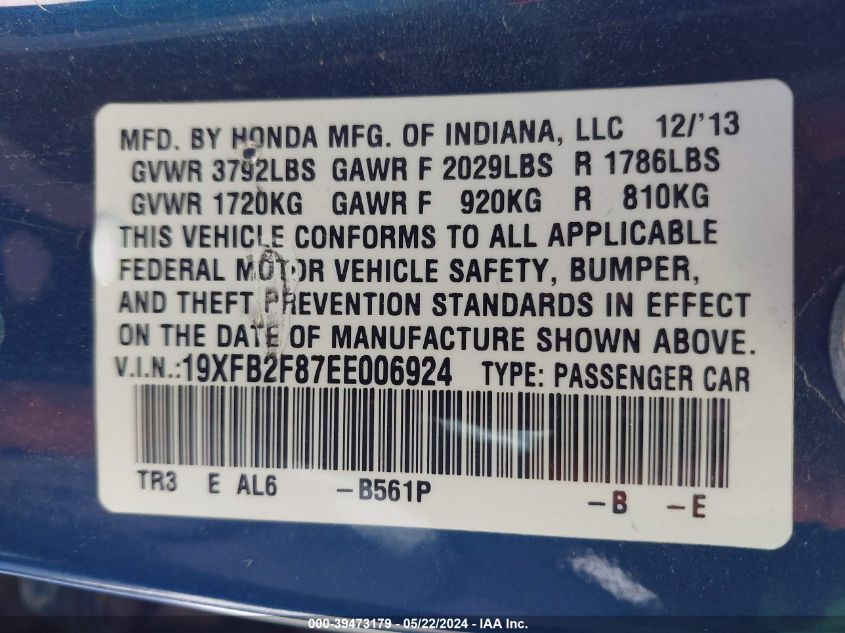 MFD. BY HONDA MFG. OF INDIANA, LLC 12/'13
GVWR 3792LBS GAWR F 2029LBS R 1786LBS
GVWR 1720KG GAWR F 920KG R 810KG
THIS VEHICLE CONFORMS TO ALL APPLICABLE
FEDERAL MOTOR VEHICLE SAFETY, BUMPER,
AND THEFT PREVENTION STANDARDS IN EFFECT
ON THE DATE OF MANUFACTURE SHOWN ABOVE.
V.I.N.:19XFB2F87EE006924 TYPE: PASSENGER CAR
TR3 E AL6 -B561P -B -E
000-39473179 - 05/22/2024 - IAA Inc.